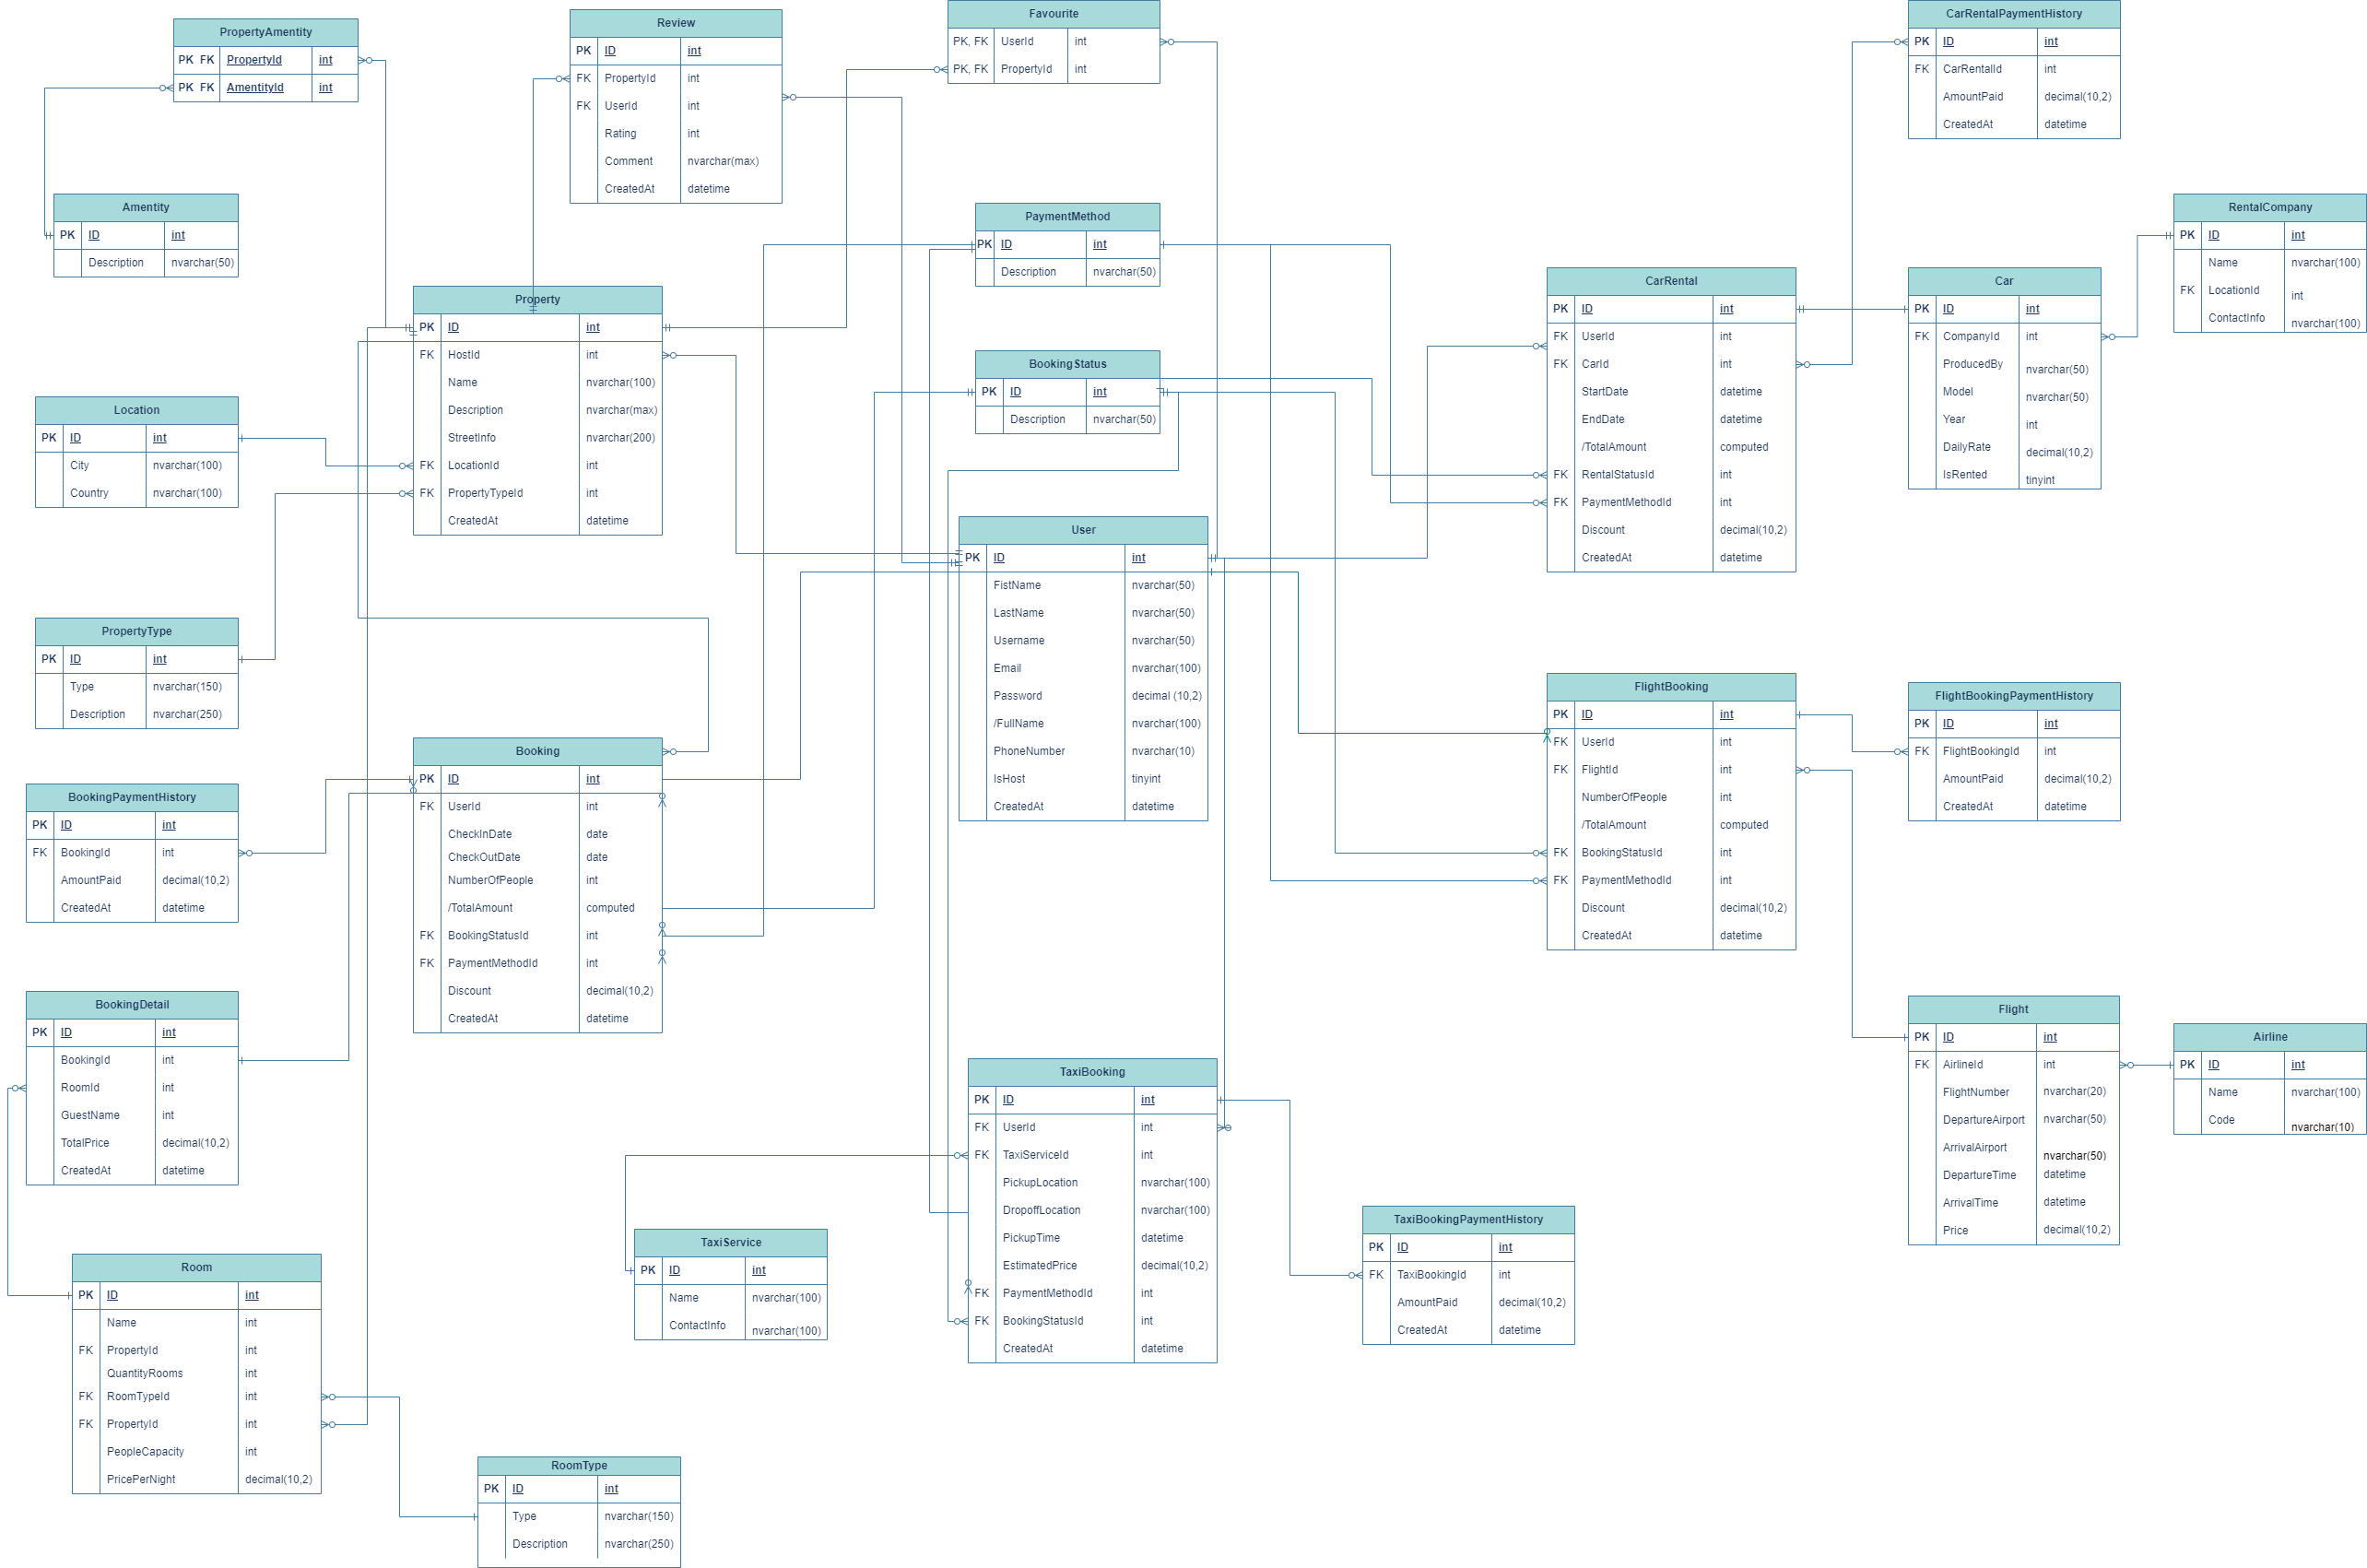 PropertyAmentity
PK FK PropertyId int
PK FK AmentityId int
Review
PK ID int
FK PropertyId int
FK UserId int
Rating int
Comment nvarchar(max)
CreatedAt datetime
Favourite
PK, FK UserId int
PK, FK PropertyId int
CarRentalPaymentHistory
PK ID int
FK CarRentalId int
AmountPaid decimal(10,2)
CreatedAt datetime
Amentity
PK ID int
Description nvarchar(50)
PaymentMethod
PK ID int
Description nvarchar(50)
RentalCompany
PK ID int
Name nvarchar(100)
FK LocationId int
ContactInfo nvarchar(100)
Property
PK ID int
FK HostId int
Name nvarchar(100)
Description nvarchar(max)
StreetInfo nvarchar(200)
FK LocationId int
FK PropertyTypeId int
CreatedAt datetime
BookingStatus
PK ID int
Description nvarchar(50)
CarRental
PK ID int
FK UserId int
FK CarId int
StartDate datetime
EndDate datetime
/TotalAmount computed
FK RentalStatusId int
FK PaymentMethodId int
Discount decimal(10,2)
CreatedAt datetime
Car
PK ID int
FK CompanyId int
ProducedBy nvarchar(50)
Model nvarchar(50)
Year int
DailyRate decimal(10,2)
IsRented tinyint
Location
PK ID int
City nvarchar(100)
Country nvarchar(100)
User
PK ID int
FistName nvarchar(50)
LastName nvarchar(50)
Username nvarchar(50)
Email nvarchar(100)
Password decimal (10,2)
/FullName nvarchar(100)
PhoneNumber nvarchar(10)
IsHost tinyint
CreatedAt datetime
PropertyType
PK ID int
Type nvarchar(150)
Description nvarchar(250)
FlightBooking
PK ID int
FK UserId int
FK FlightId int
NumberOfPeople int
/TotalAmount computed
FK BookingStatusId int
FK PaymentMethodId int
Discount decimal(10,2)
CreatedAt datetime
FlightBookingPaymentHistory
PK ID int
FK FlightBookingId int
AmountPaid decimal(10,2)
CreatedAt datetime
Booking
PK ID int
FK UserId int
CheckInDate date
CheckOutDate date
NumberOfPeople int
/TotalAmount computed
FK BookingStatusId int
FK PaymentMethodId int
Discount decimal(10,2)
CreatedAt datetime
BookingPaymentHistory
PK ID int
FK BookingId int
AmountPaid decimal(10,2)
CreatedAt datetime
BookingDetail
PK ID int
BookingId int
RoomId int
GuestName int
TotalPrice decimal(10,2)
CreatedAt datetime
Flight
PK ID int
FK AirlineId int
FlightNumber nvarchar(20)
DepartureAirport nvarchar(50)
ArrivalAirport nvarchar(50)
DepartureTime datetime
ArrivalTime datetime
Price decimal(10,2)
Airline
PK ID int
Name nvarchar(100)
Code nvarchar(10)
TaxiBooking
PK ID int
FK UserId int
FK TaxiServiceId int
PickupLocation nvarchar(100)
DropoffLocation nvarchar(100)
PickupTime datetime
EstimatedPrice decimal(10,2)
FK PaymentMethodId int
FK BookingStatusId int
CreatedAt datetime
TaxiBookingPaymentHistory
PK ID int
FK TaxiBookingId int
AmountPaid decimal(10,2)
CreatedAt datetime
TaxiService
PK ID int
Name nvarchar(100)
ContactInfo nvarchar(100)
Room
PK ID int
Name int
FK PropertyId int
QuantityRooms int
FK RoomTypeId int
FK PropertyId int
PeopleCapacity int
PricePerNight decimal(10,2)
RoomType
PK ID int
Type nvarchar(150)
Description nvarchar(250)